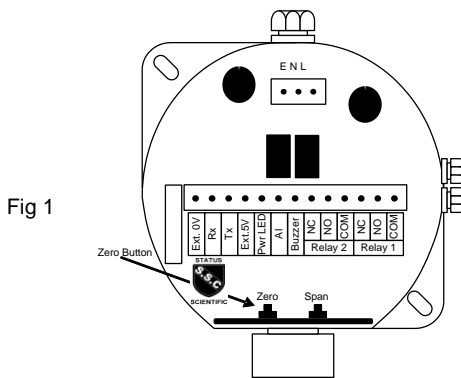 E N L
Fig 1
Ext. 0V
Rx
Tx
Ext.5V
Pwr LED
AI
Buzzer
NC
NO
COM
NC
NO
COM
Relay 2
Relay 1
Zero Button
STATUS
S.S.C
SCIENTIFIC
Zero
Span